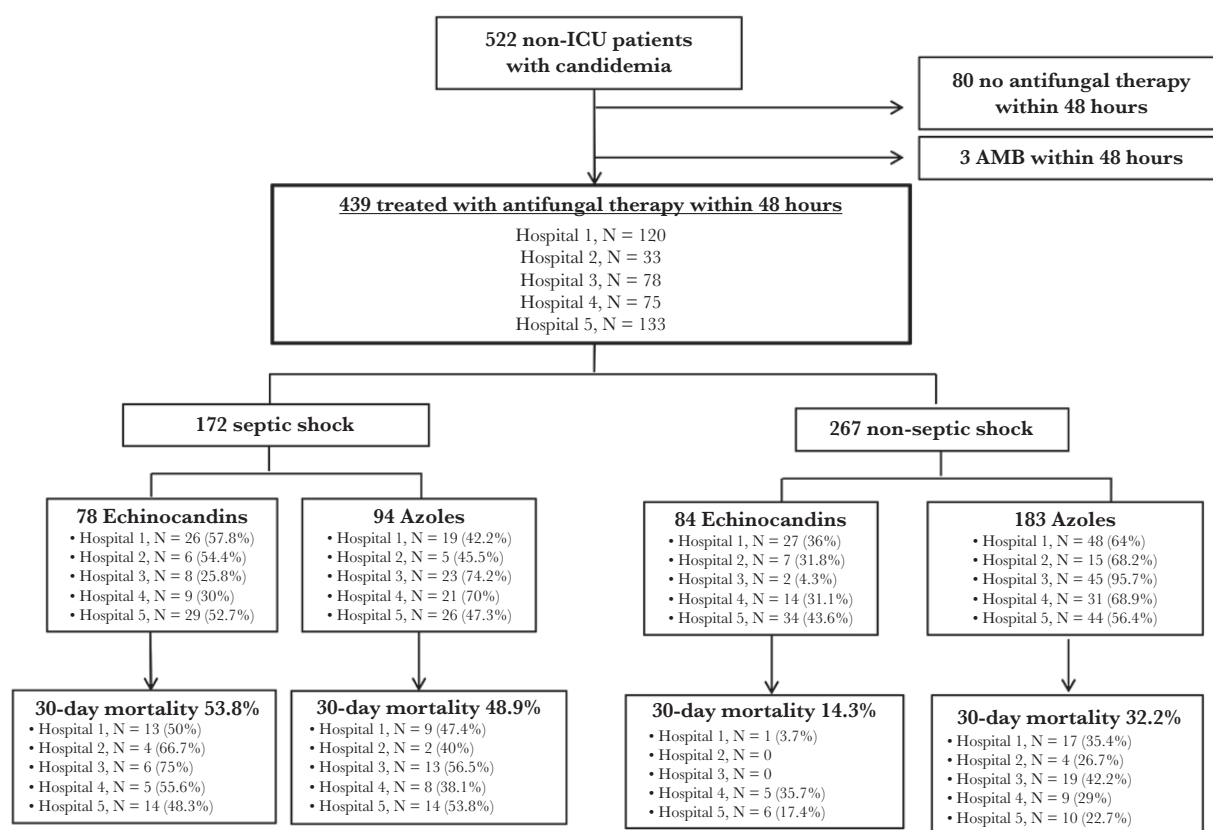 522 non-ICU patients
with candidemia
80 no antifungal therapy
within 48 hours
3 AMB within 48 hours
439 treated with antifungal therapy within 48 hours
Hospital 1, N = 120
Hospital 2, N = 33
Hospital 3, N = 78
Hospital 4, N = 75
Hospital 5, N = 133
172 septic shock
267 non-septic shock
78 Echinocandins
• Hospital 1, N = 26 (57.8%)
• Hospital 2, N = 6 (54.4%)
• Hospital 3, N = 8 (25.8%)
• Hospital 4, N = 9 (30%)
• Hospital 5, N = 29 (52.7%)
94 Azoles
• Hospital 1, N = 19 (42.2%)
• Hospital 2, N = 5 (45.5%)
• Hospital 3, N = 23 (74.2%)
• Hospital 4, N = 21 (70%)
• Hospital 5, N = 26 (47.3%)
84 Echinocandins
• Hospital 1, N = 27 (36%)
• Hospital 2, N = 7 (31.8%)
• Hospital 3, N = 2 (4.3%)
• Hospital 4, N = 14 (31.1%)
• Hospital 5, N = 34 (43.6%)
183 Azoles
• Hospital 1, N = 48 (64%)
• Hospital 2, N = 15 (68.2%)
• Hospital 3, N = 45 (95.7%)
• Hospital 4, N = 31 (68.9%)
• Hospital 5, N = 44 (56.4%)
30-day mortality 53.8%
• Hospital 1, N = 13 (50%)
• Hospital 2, N = 4 (66.7%)
• Hospital 3, N = 6 (75%)
• Hospital 4, N = 5 (55.6%)
• Hospital 5, N = 14 (48.3%)
30-day mortality 48.9%
• Hospital 1, N = 9 (47.4%)
• Hospital 2, N = 2 (40%)
• Hospital 3, N = 13 (56.5%)
• Hospital 4, N = 8 (38.1%)
• Hospital 5, N = 14 (53.8%)
30-day mortality 14.3%
• Hospital 1, N = 1 (3.7%)
• Hospital 2, N = 0
• Hospital 3, N = 0
• Hospital 4, N = 5 (35.7%)
• Hospital 5, N = 6 (17.4%)
30-day mortality 32.2%
• Hospital 1, N = 17 (35.4%)
• Hospital 2, N = 4 (26.7%)
• Hospital 3, N = 19 (42.2%)
• Hospital 4, N = 9 (29%)
• Hospital 5, N = 10 (22.7%)